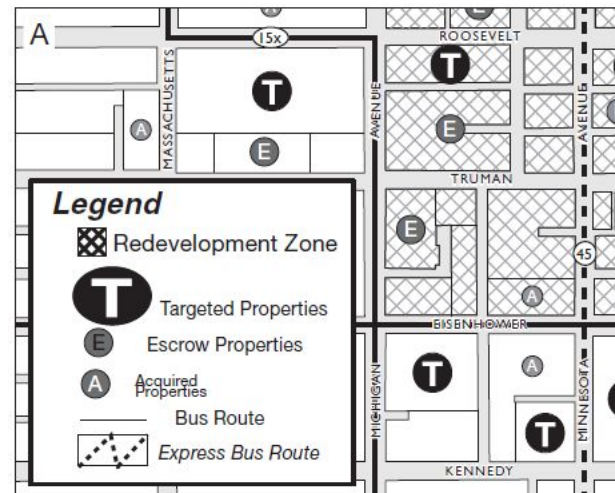 A
A
15x
ROOSEVELT
E
MASSACHUSETTS
T
AVENUE
T
AVENUE
A
E
E
TRUMAN
Legend
Redevelopment Zone
T
Targeted Properties
E
Escrow Properties
A
Acquired
Properties
Bus Route
Express Bus Route
E
45
A
EISENHOWER
MICHIGAN
T
A
T
MINNESOTA
KENNEDY